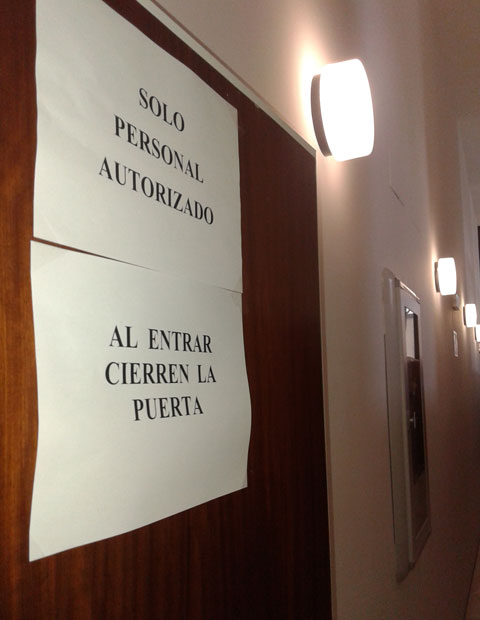 SOLO
PERSONAL
AUTORIZADO
AL ENTRAR
CIERREN LA
PUERTA